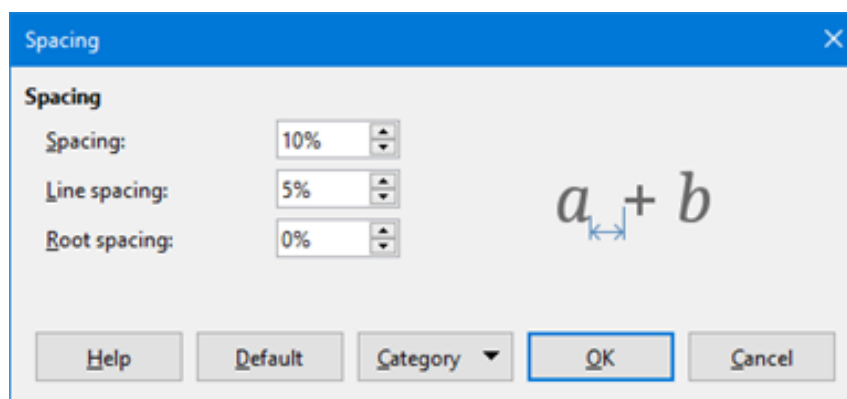 Spacing
Spacing
Spacing: 10%
Line spacing: 5%
Root spacing: 0%
a + b
Help Default Category OK Cancel